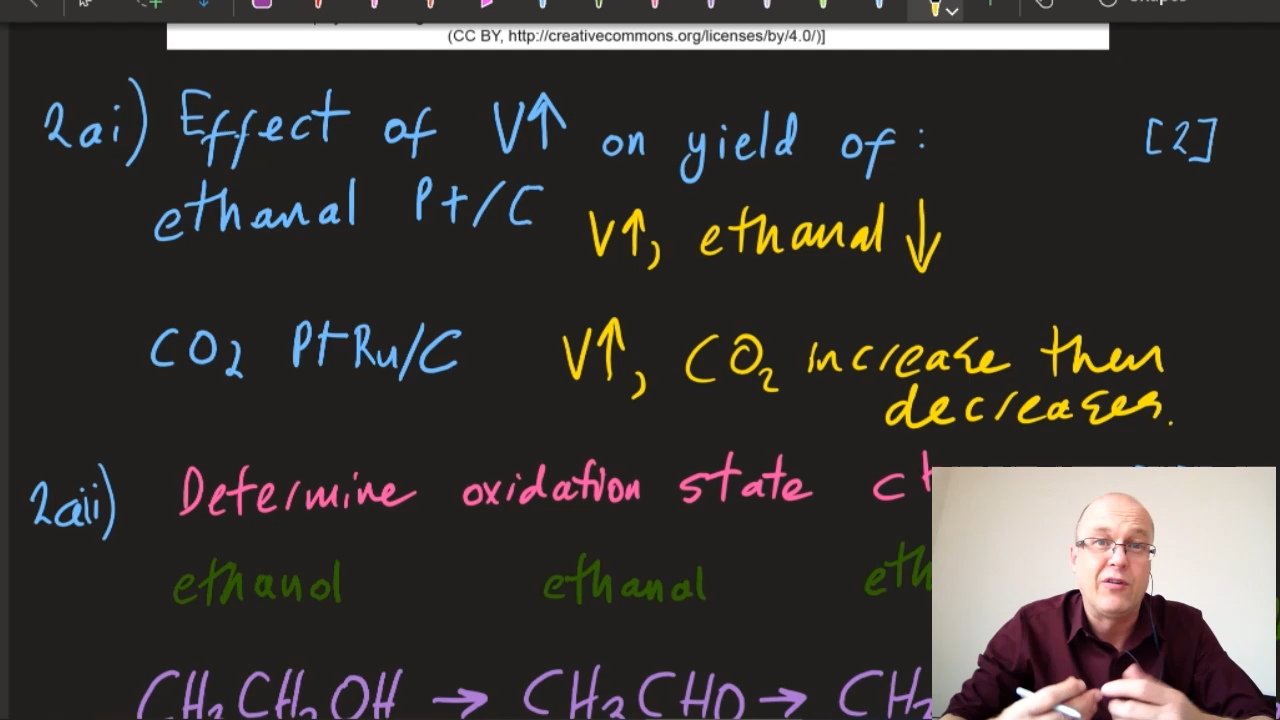 (CC BY, http://creativecommons.org/licenses/by/4.0/)]
2ai) Effect of V↑ on yield of: [2]
ethanal Pt/C V↑, ethanal ↓
CO2 PtRu/C V↑, CO2 increase then
decreases.
2aii) Determine oxidation state
ethanol ethanal
CH3CH2OH → CH3CHO →